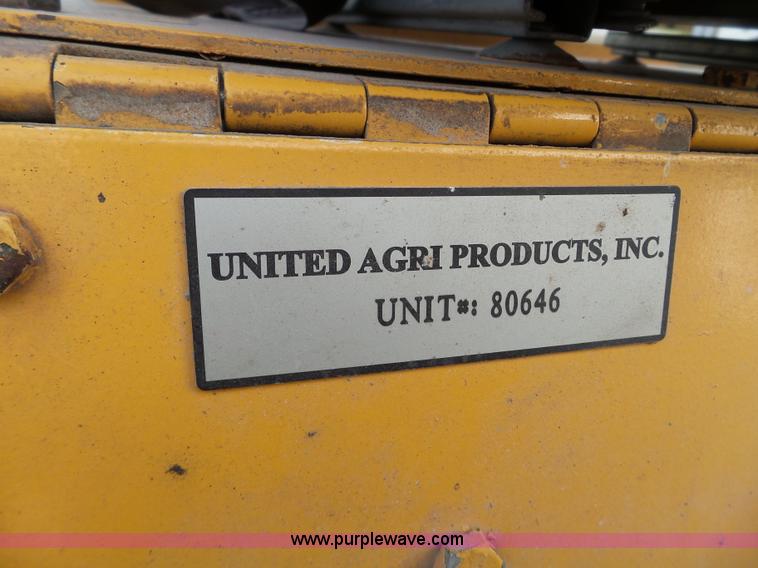 UNITED AGRI PRODUCTS, INC.
UNIT#: 80646
www.purplewave.com